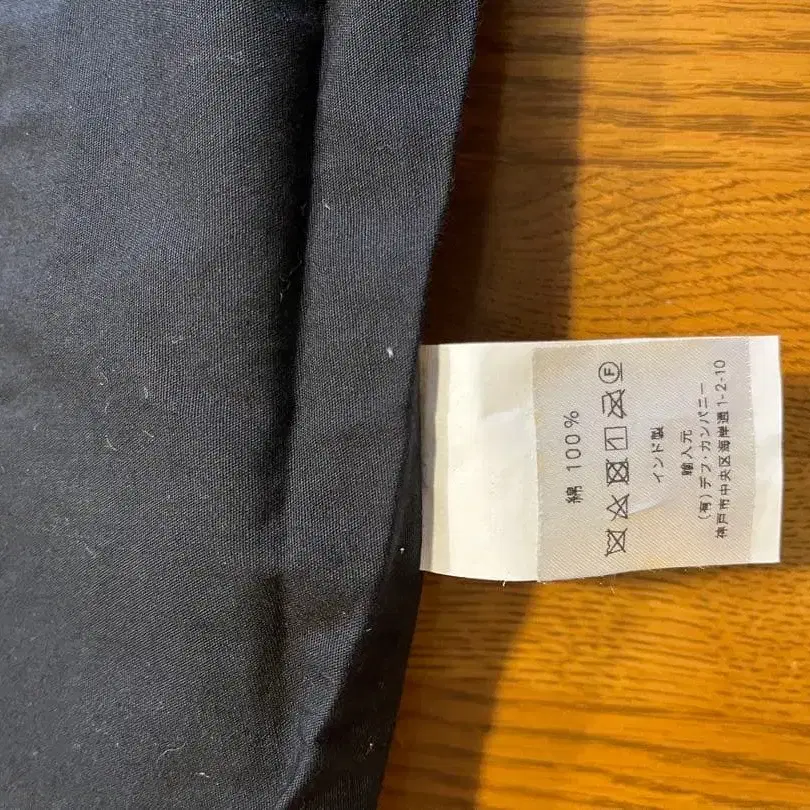 綿 100%
インド製
輸入元
(有)デフ・カンパニー
神戸市中央区海岸通1-2-10